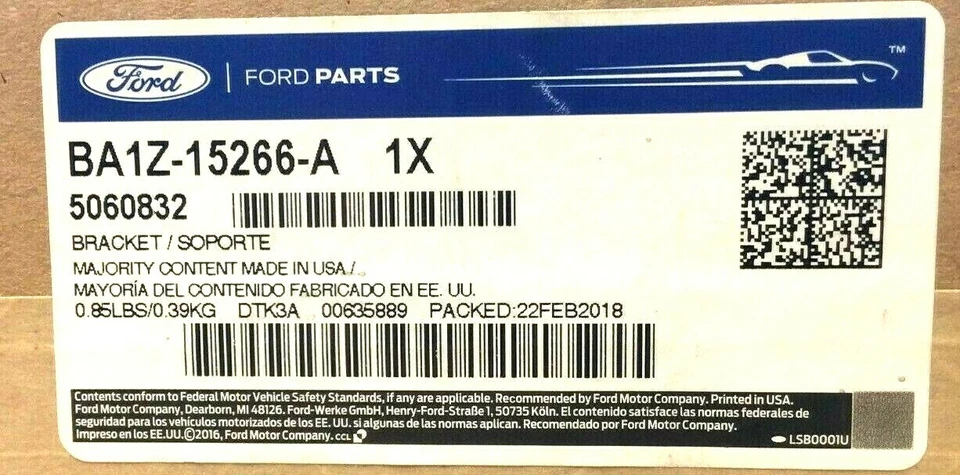 Ford FORD PARTS ™
BA1Z-15266-A 1X
5060832
BRACKET / SOPORTE
MAJORITY CONTENT MADE IN USA /
MAYORÍA DEL CONTENIDO FABRICADO EN EE. UU.
0.85LBS/0.39KG DTK3A 00635889 PACKED:22FEB2018
Contents conform to Federal Motor Vehicle Safety Standards, if any are applicable. Recommended by Ford Motor Company. Printed in USA.
Ford Motor Company, Dearborn, MI 48126. Ford-Werke GmbH, Henry-Ford-Straße 1, 50735 Köln. El contenido satisface las normas federales de
seguridad para los vehículos motorizados de los EE. UU. si algunas de las normas aplican. Recomendado por Ford Motor Company.
Impreso en los EE.UU.©2016, Ford Motor Company. CCL
LSB0001U